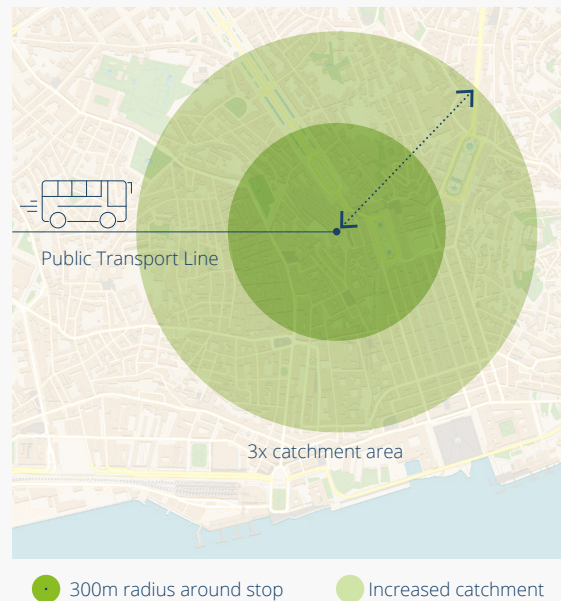 Public Transport Line
3x catchment area
300m radius around stop
Increased catchment